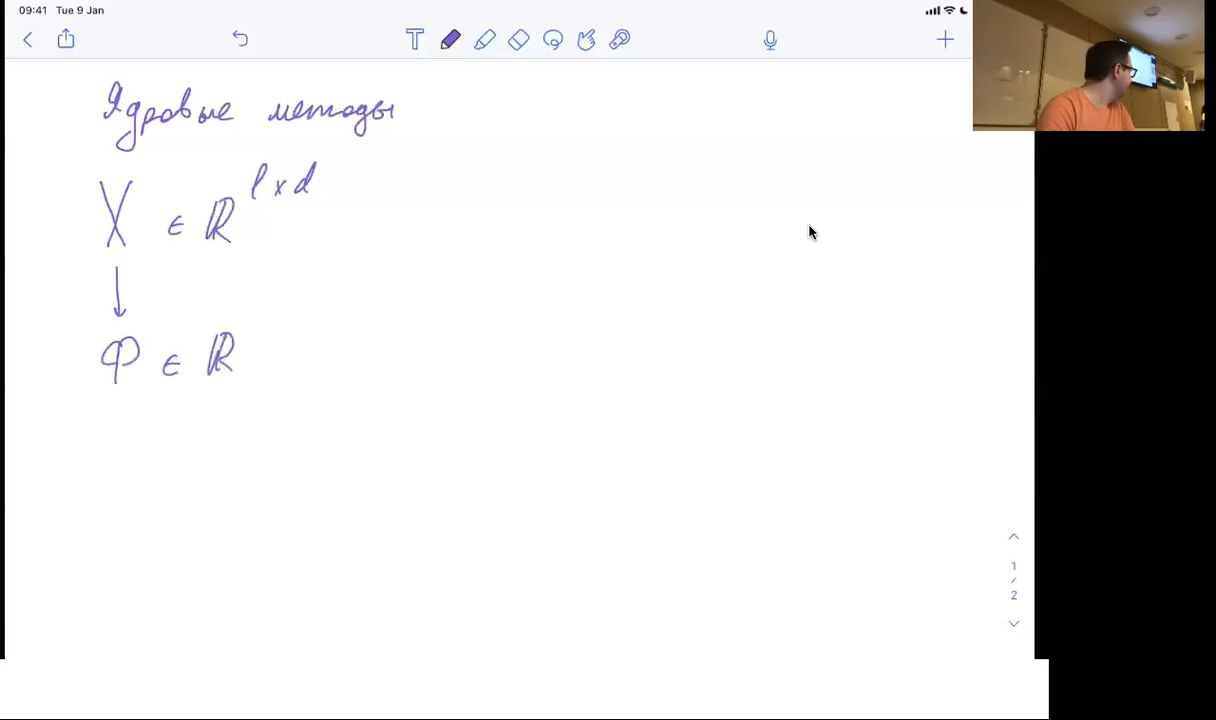 09:41 Tue 9 Jan
Ядровые методы
X ∈ ℝ^{ℓ×d}
↓
Φ ∈ ℝ
1
/
2